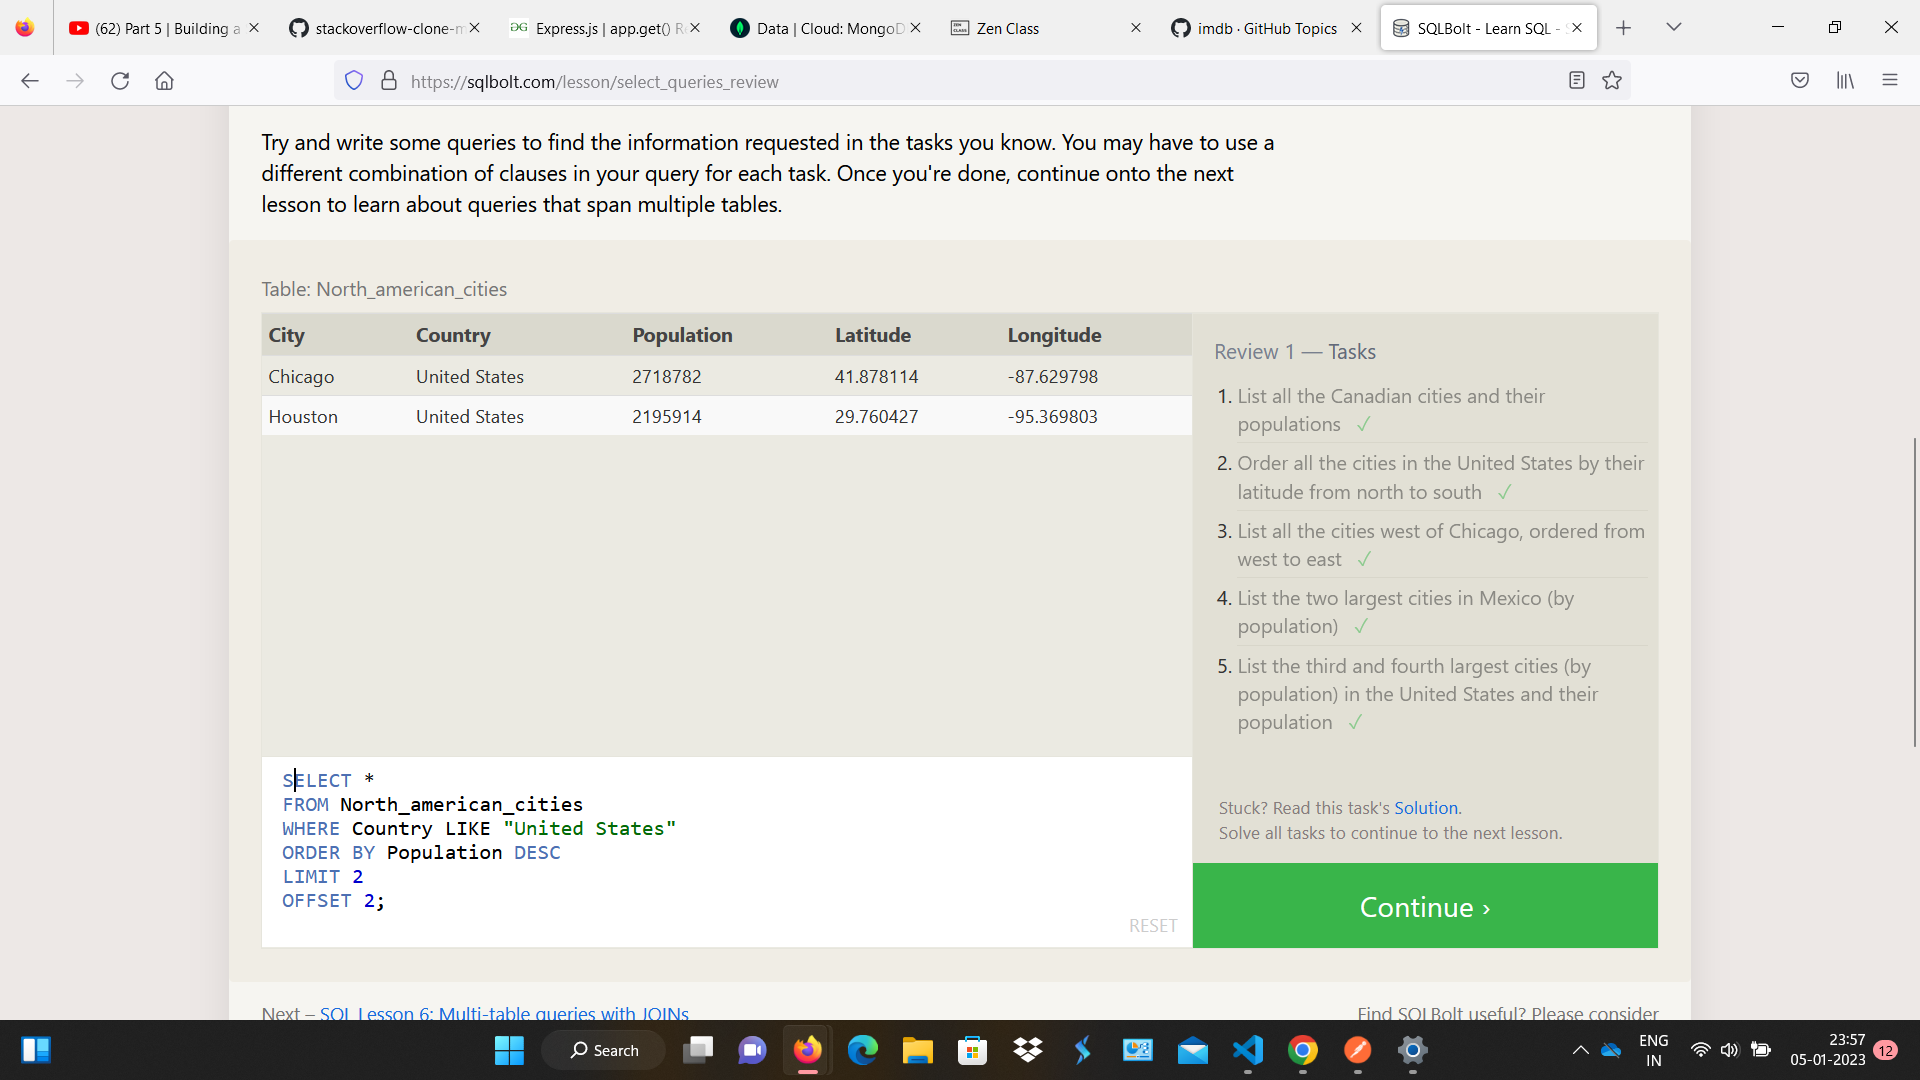 (62) Part 5 | Building a
stackoverflow-clone-m
Express.js | app.get() R
Data | Cloud: MongoD
Zen Class
imdb · GitHub Topics
SQLBolt - Learn SQL -
https://sqlbolt.com/lesson/select_queries_review
Try and write some queries to find the information requested in the tasks you know. You may have to use a
different combination of clauses in your query for each task. Once you're done, continue onto the next
lesson to learn about queries that span multiple tables.
Table: North_american_cities
City Country Population Latitude Longitude
Chicago United States 2718782 41.878114 -87.629798
Houston United States 2195914 29.760427 -95.369803
Review 1 — Tasks
1. List all the Canadian cities and their
populations ✓
2. Order all the cities in the United States by their
latitude from north to south ✓
3. List all the cities west of Chicago, ordered from
west to east ✓
4. List the two largest cities in Mexico (by
population) ✓
5. List the third and fourth largest cities (by
population) in the United States and their
population ✓
SELECT *
FROM North_american_cities
WHERE Country LIKE "United States"
ORDER BY Population DESC
LIMIT 2
OFFSET 2;
RESET
Stuck? Read this task's Solution.
Solve all tasks to continue to the next lesson.
Continue ›
Next – SQL Lesson 6: Multi-table queries with JOINs
Find SQLBolt useful? Please consider
Search
ENG
IN
23:57
05-01-2023
12